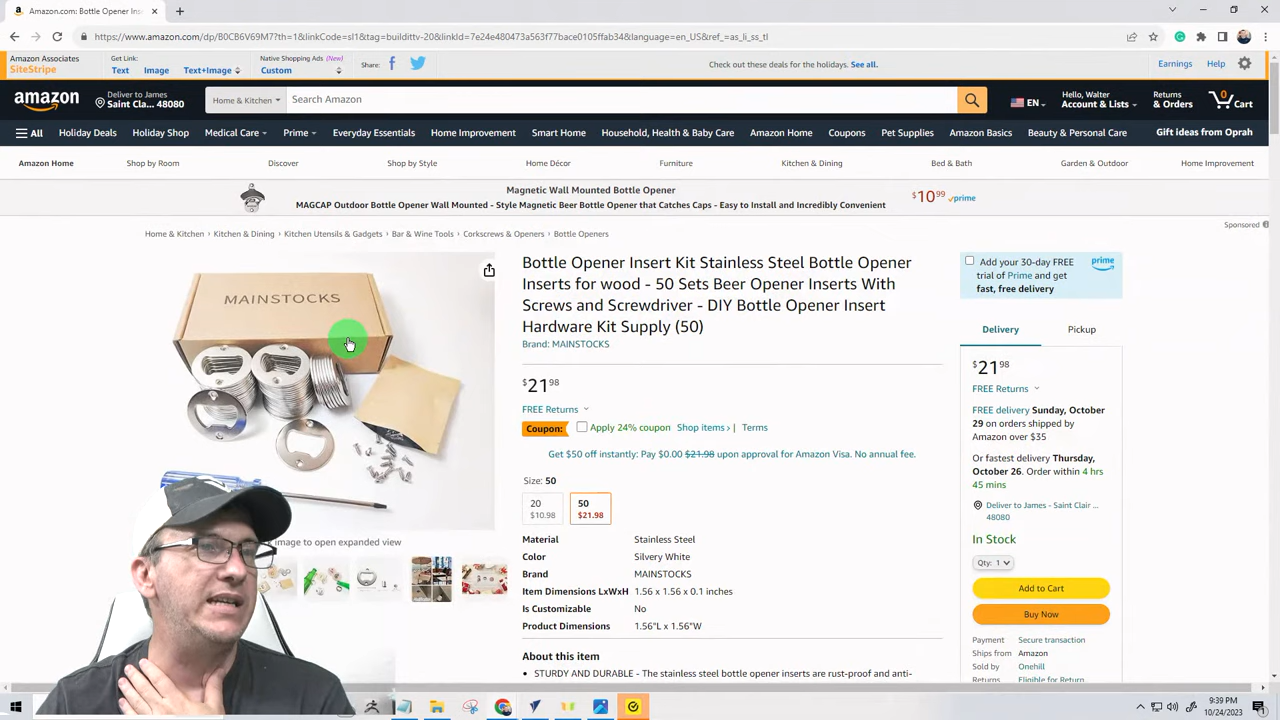 Amazon.com: Bottle Opener Ins
https://www.amazon.com/dp/B0CB6V69M7?th=1&linkCode=sl1&tag=buildittv-20&linkId=7e24e480473a563f77bace0105ffab34&language=en_US&ref_=as_li_ss_tl
Amazon Associates
SiteStripe
Get Link:
Text Image Text+Image
Native Shopping Ads (New)
Custom
Share:
Check out these deals for the holidays. See all.
Earnings Help
amazon
Deliver to James
Saint Cla... 48080
Home & Kitchen
Search Amazon
EN
Hello, Walter
Account & Lists
Returns
& Orders
0
Cart
All Holiday Deals Holiday Shop Medical Care Prime Everyday Essentials Home Improvement Smart Home Household, Health & Baby Care Amazon Home Coupons Pet Supplies Amazon Basics Beauty & Personal Care Gift ideas from Oprah
Amazon Home Shop by Room Discover Shop by Style Home Décor Furniture Kitchen & Dining Bed & Bath Garden & Outdoor Home Improvement
Magnetic Wall Mounted Bottle Opener
MAGCAP Outdoor Bottle Opener Wall Mounted - Style Magnetic Beer Bottle Opener that Catches Caps - Easy to Install and Incredibly Convenient
$10 99 prime
Sponsored
Home & Kitchen › Kitchen & Dining › Kitchen Utensils & Gadgets › Bar & Wine Tools › Corkscrews & Openers › Bottle Openers
MAINSTOCKS
image to open expanded view
Bottle Opener Insert Kit Stainless Steel Bottle Opener
Inserts for wood - 50 Sets Beer Opener Inserts With
Screws and Screwdriver - DIY Bottle Opener Insert
Hardware Kit Supply (50)
Brand: MAINSTOCKS
$21 98
FREE Returns
Coupon: Apply 24% coupon Shop items › | Terms
Get $50 off instantly: Pay $0.00 $21.98 upon approval for Amazon Visa. No annual fee.
Size: 50
20
$10.98
50
$21.98
Material Stainless Steel
Color Silvery White
Brand MAINSTOCKS
Item Dimensions LxWxH 1.56 x 1.56 x 0.1 inches
Is Customizable No
Product Dimensions 1.56"L x 1.56"W
About this item
• STURDY AND DURABLE - The stainless steel bottle opener inserts are rust-proof and anti-
Add your 30-day FREE
trial of Prime and get
fast, free delivery
prime
Delivery Pickup
$21 98
FREE Returns
FREE delivery Sunday, October
29 on orders shipped by
Amazon over $35
Or fastest delivery Thursday,
October 26. Order within 4 hrs
45 mins
Deliver to James - Saint Clair ...
48080
In Stock
Qty: 1
Add to Cart
Buy Now
Payment Secure transaction
Ships from Amazon
Sold by Onehill
Returns Eligible for Return,
9:39 PM
10/24/2023